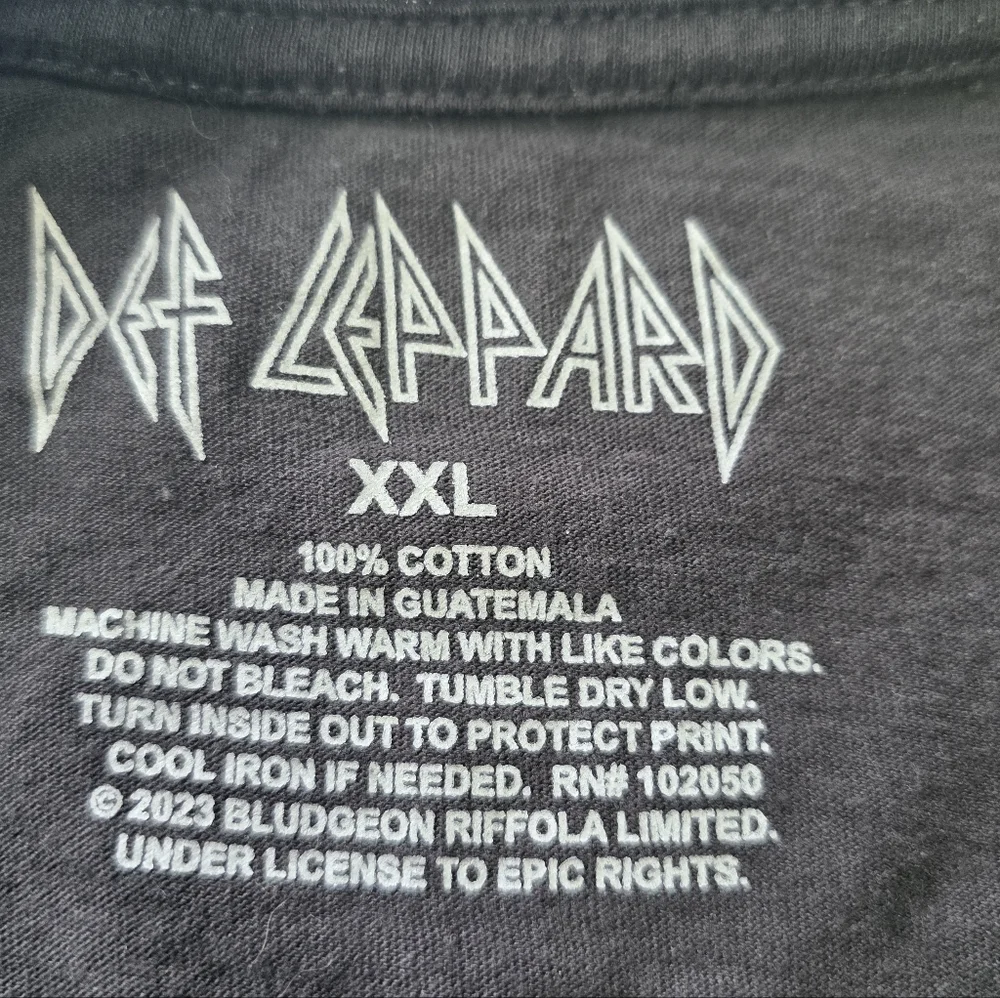 DEF LEPPARD
XXL
100% COTTON
MADE IN GUATEMALA
MACHINE WASH WARM WITH LIKE COLORS.
DO NOT BLEACH. TUMBLE DRY LOW.
TURN INSIDE OUT TO PROTECT PRINT.
COOL IRON IF NEEDED. RN# 102050
© 2023 BLUDGEON RIFFOLA LIMITED.
UNDER LICENSE TO EPIC RIGHTS.